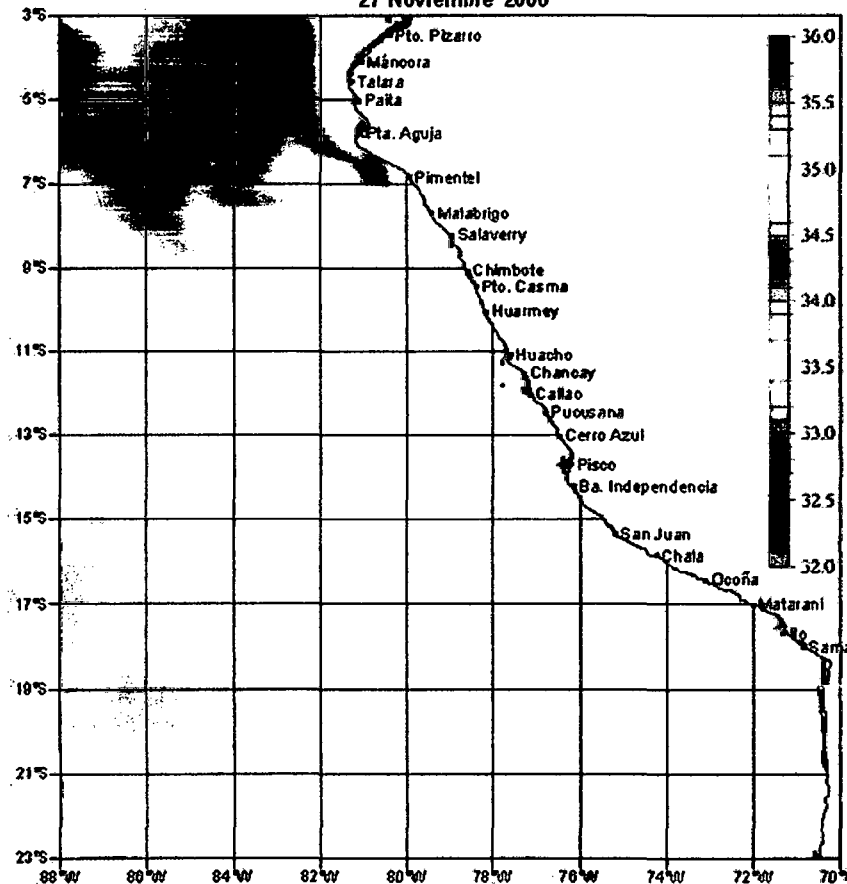 27 Noviembre
3°S
Pto. Pizarro
36.0
Máncora
Talara
5°S
Paita
35.5
Pta. Aguja
35.0
7°S
Pimentel
Malabrigo
34.5
Salaverry
9°S
Chimbote
Pto. Casma
34.0
Huarmey
11°S
Huacho
33.5
Chancay
Callao
Pucusana
33.0
13°S
Cerro Azul
Pisco
32.5
Ba. Independencia
15°S
San Juan
Chala
32.0
Ocoña
17°S
Matarani
Ilo
Sama
19°S
21°S
23°S
88°W 86°W 84°W 82°W 80°W 78°W 76°W 74°W 72°W 70°